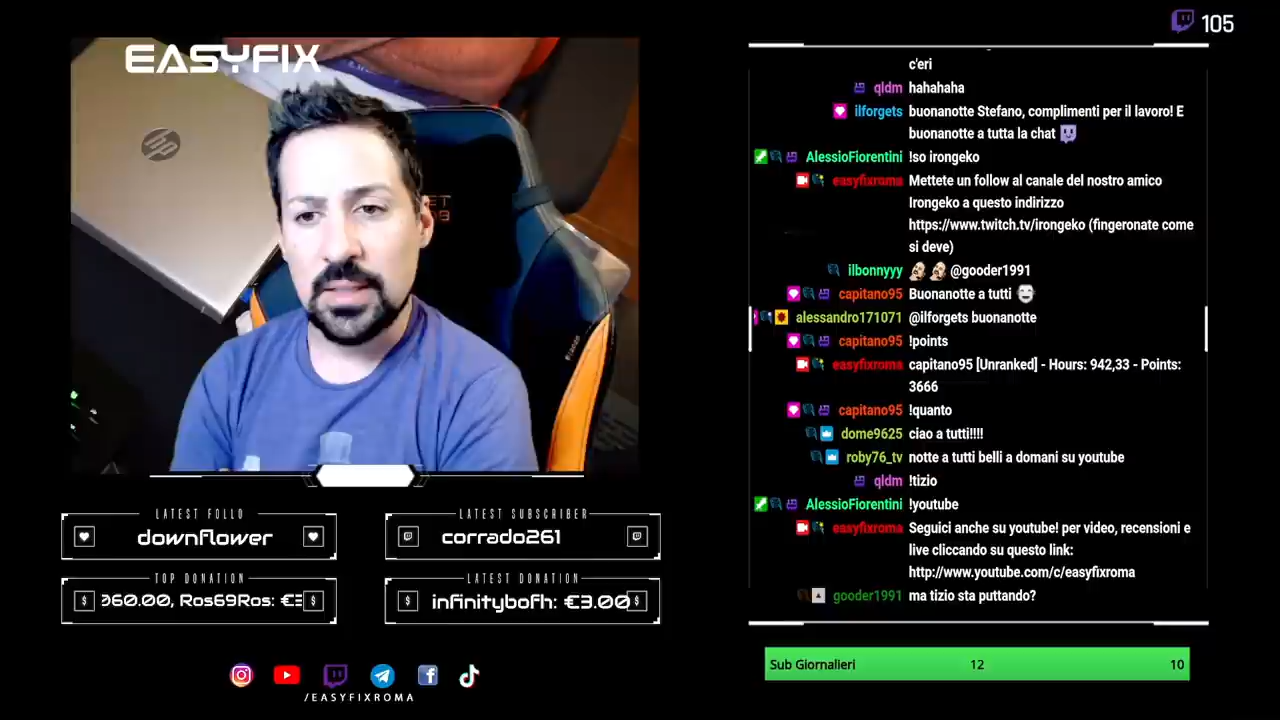 105
EASYFIX
hp
c'eri
qldm hahahaha
ilforgets buonanotte Stefano, complimenti per il lavoro! E
buonanotte a tutta la chat
AlessioFiorentini !so irongeko
easyfixroma Mettete un follow al canale del nostro amico
Irongeko a questo indirizzo
https://www.twitch.tv/irongeko (fingeronate come
si deve)
ilbonnyyy @gooder1991
capitano95 Buonanotte a tutti
alessandro171071 @ilforgets buonanotte
capitano95 !points
easyfixroma capitano95 [Unranked] - Hours: 942,33 - Points:
3666
capitano95 !quanto
dome9625 ciao a tutti!!!!
roby76_tv notte a tutti belli a domani su youtube
qldm !tizio
AlessioFiorentini !youtube
easyfixroma Seguici anche su youtube! per video, recensioni e
live cliccando su questo link:
http://www.youtube.com/c/easyfixroma
gooder1991 ma tizio sta puttando?
LATEST FOLLO
downflower
LATEST SUBSCRIBER
corrado261
TOP DONATION
$ 060.00, Ros69Ros: € $
LATEST DONATION
$ infinitybofh: €3.00 $
/EASYFIXROMA
Sub Giornalieri 12 10